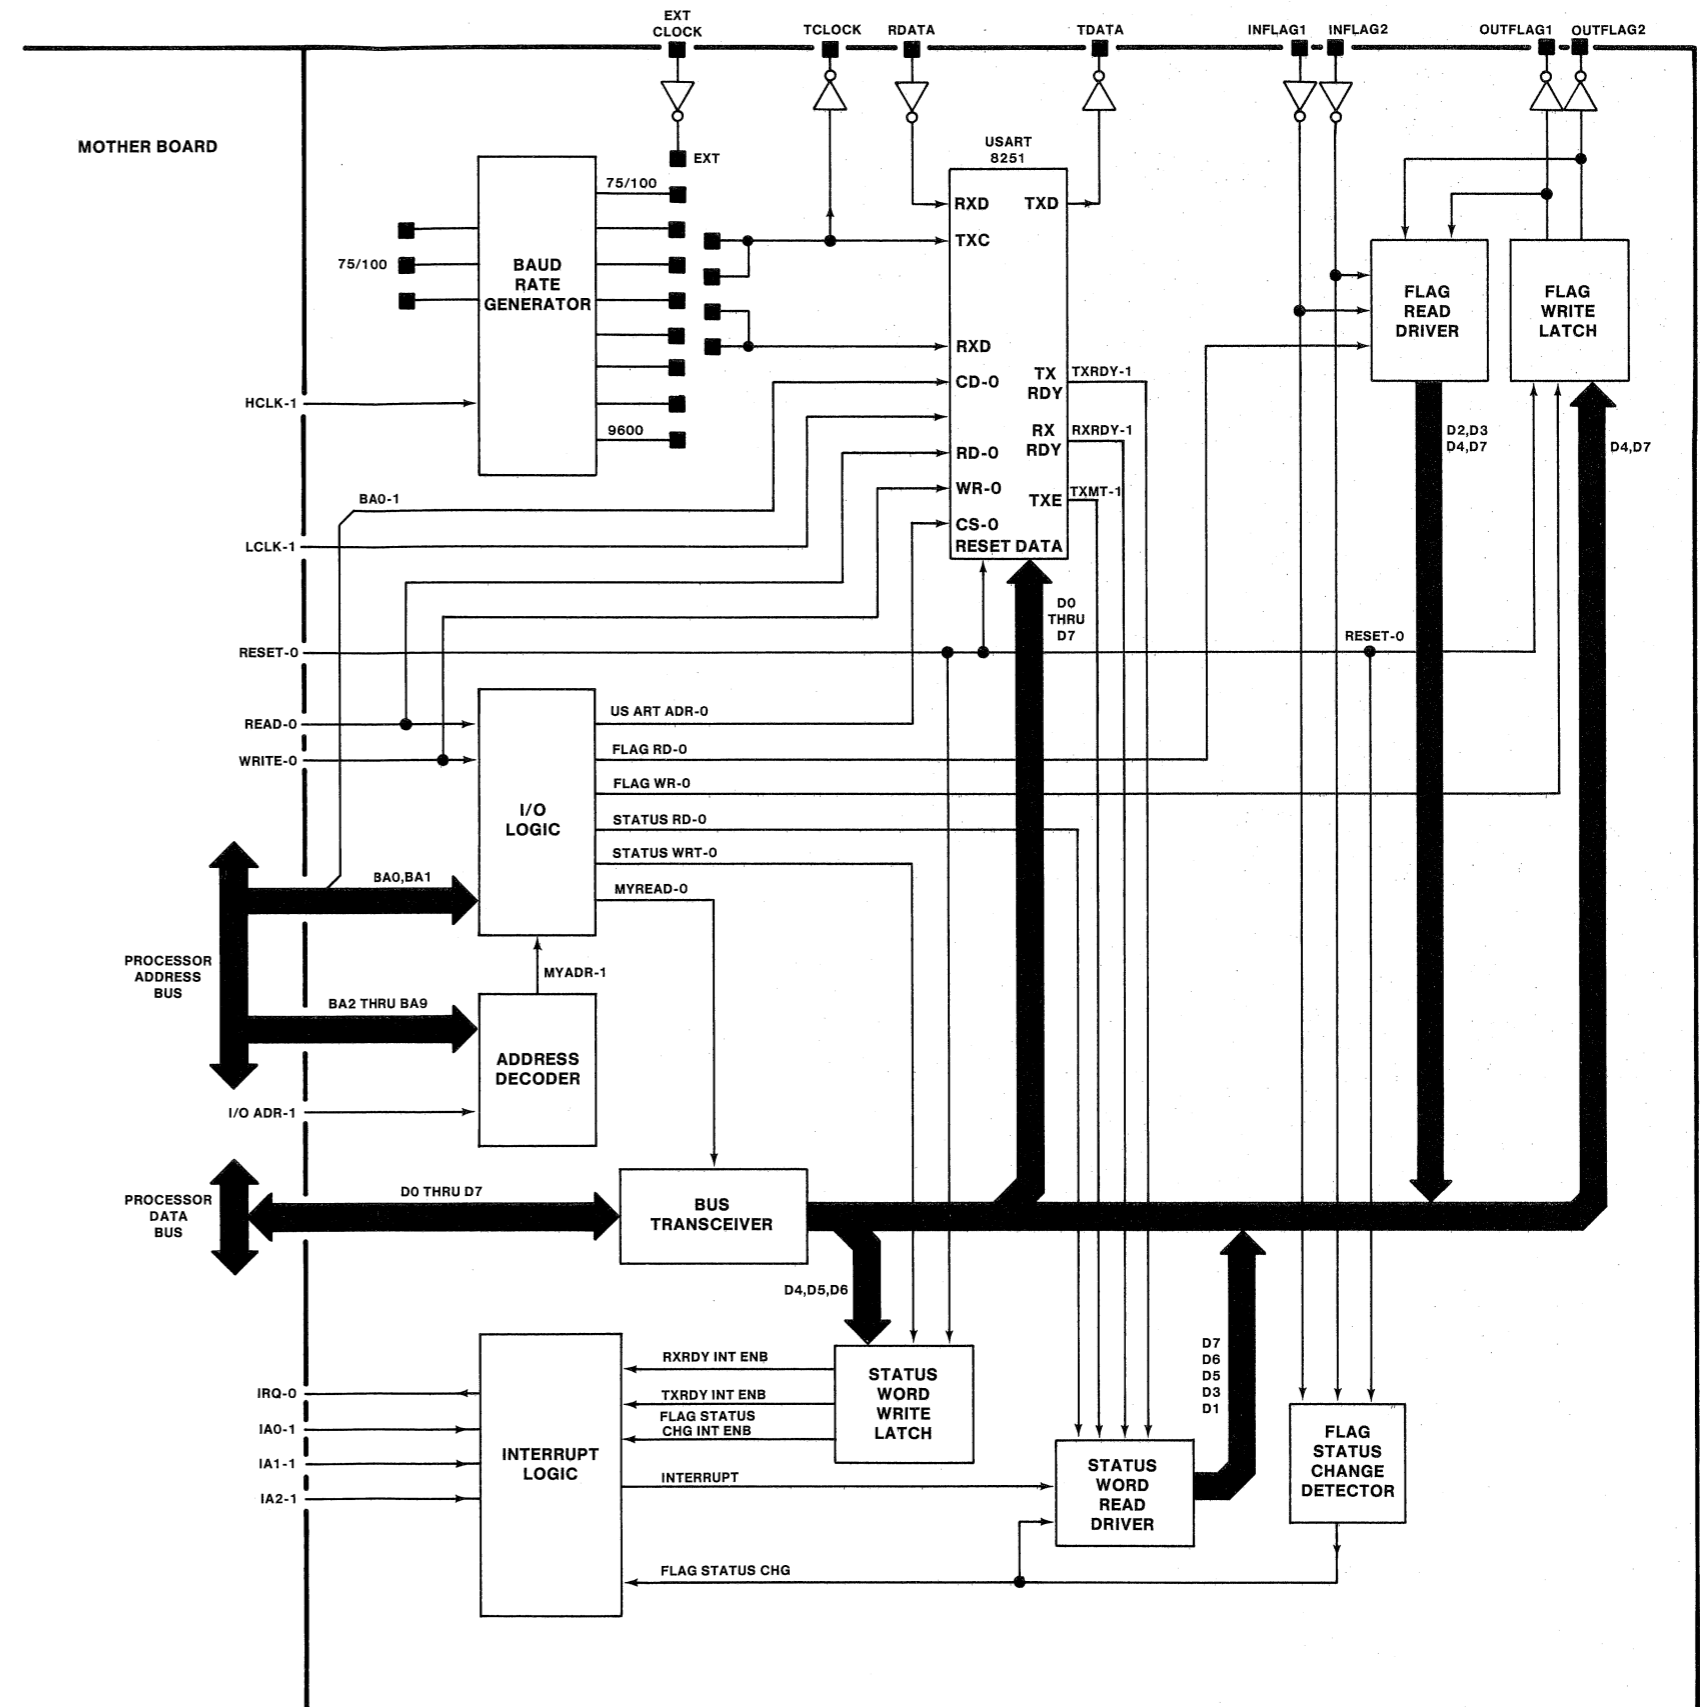 EXT
CLOCK
TCLOCK
RDATA
TDATA
INFLAG1
INFLAG2
OUTFLAG1
OUTFLAG2
MOTHER BOARD
EXT
75/100
75/100
BAUD
RATE
GENERATOR
9600
HCLK-1
USART
8251
RXD
TXD
TXC
RXD
CD-0
TX
RDY
TXRDY-1
RX
RDY
RXRDY-1
RD-0
WR-0
TXE
TXMT-1
CS-0
RESET DATA
FLAG
READ
DRIVER
FLAG
WRITE
LATCH
D2,D3
D4,D7
D4,D7
BA0-1
LCLK-1
D0
THRU
D7
RESET-0
RESET-0
READ-0
WRITE-0
I/O
LOGIC
US ART ADR-0
FLAG RD-0
FLAG WR-0
STATUS RD-0
STATUS WRT-0
MYREAD-0
BA0,BA1
PROCESSOR
ADDRESS
BUS
MYADR-1
BA2 THRU BA9
ADDRESS
DECODER
I/O ADR-1
PROCESSOR
DATA
BUS
D0 THRU D7
BUS
TRANSCEIVER
D4,D5,D6
IRQ-0
IA0-1
IA1-1
IA2-1
INTERRUPT
LOGIC
RXRDY INT ENB
TXRDY INT ENB
FLAG STATUS
CHG INT ENB
INTERRUPT
FLAG STATUS CHG
STATUS
WORD
WRITE
LATCH
STATUS
WORD
READ
DRIVER
D7
D6
D5
D3
D1
FLAG
STATUS
CHANGE
DETECTOR